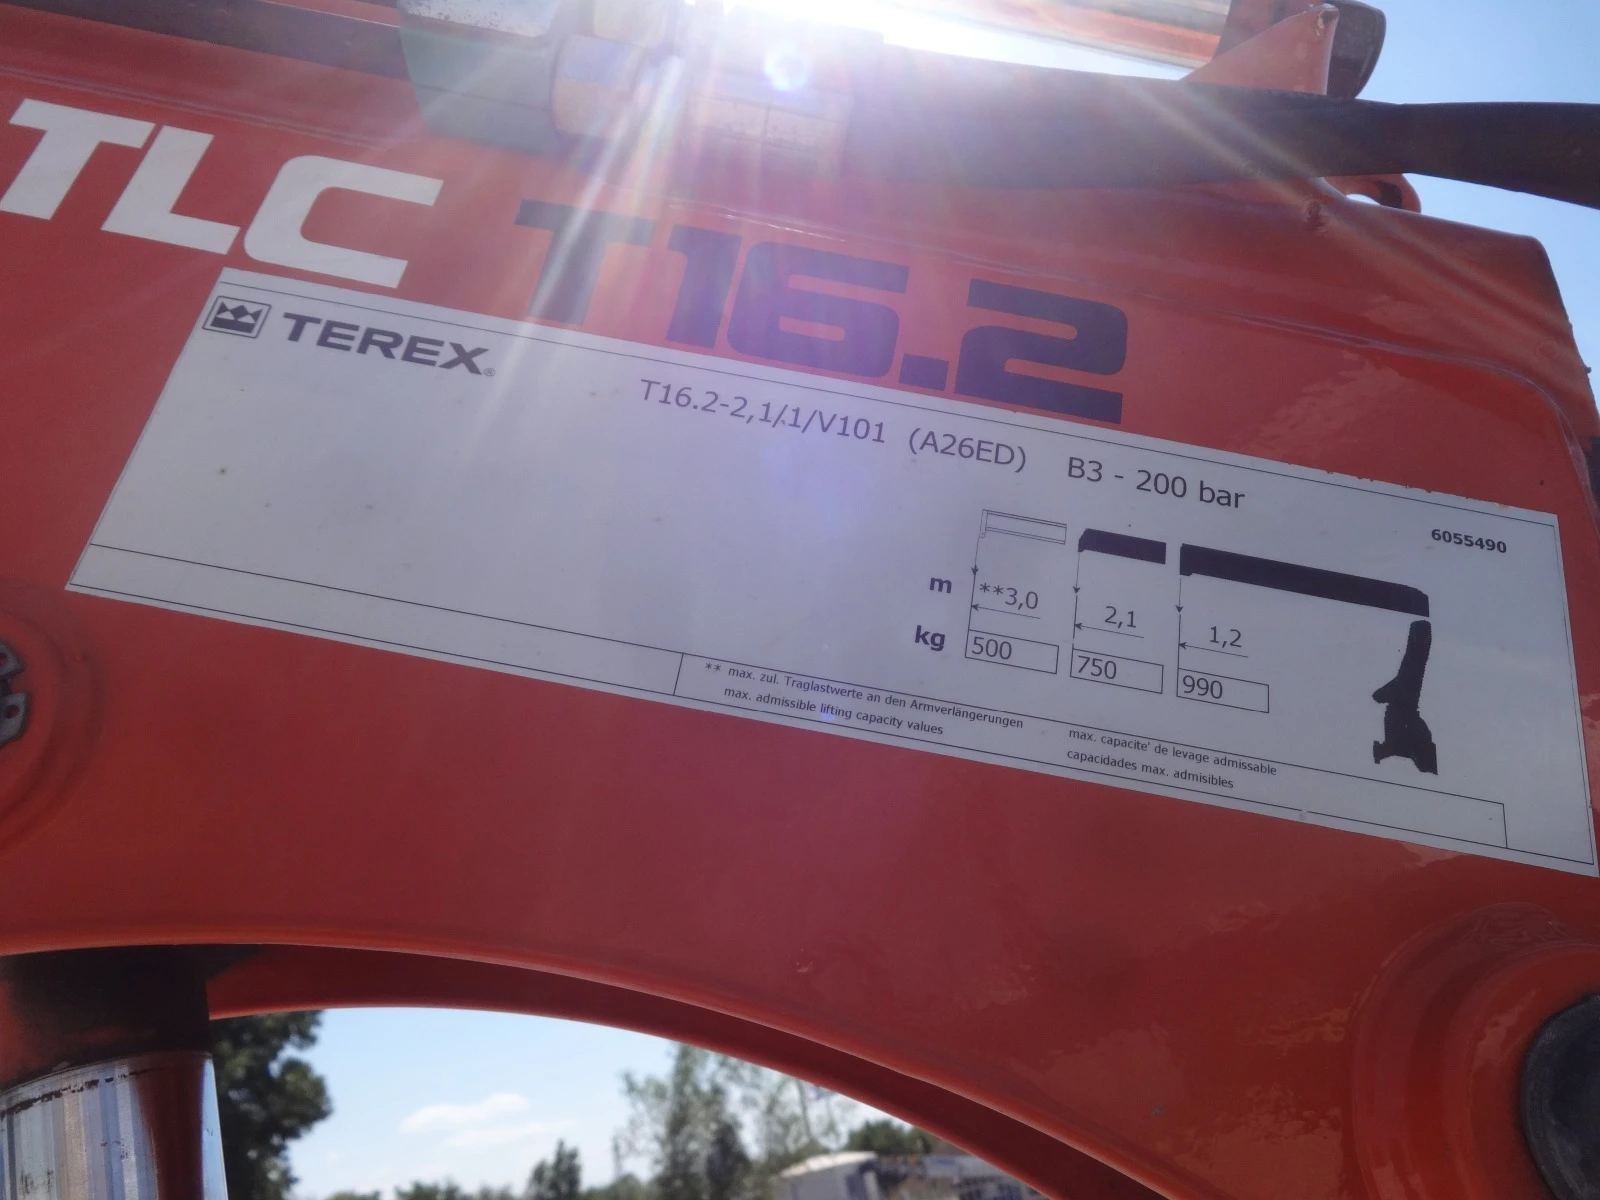 TLC T16.2
TEREX®
T16.2-2,1/1/V101 (A26ED) B3 - 200 bar
6055490
m **3,0 2,1 1,2
kg 500 750 990
** max. zul. Traglastwerte an den Armverlängerungen
max. admissible lifting capacity values
max. capacite' de levage admissable
capacidades max. admisibles